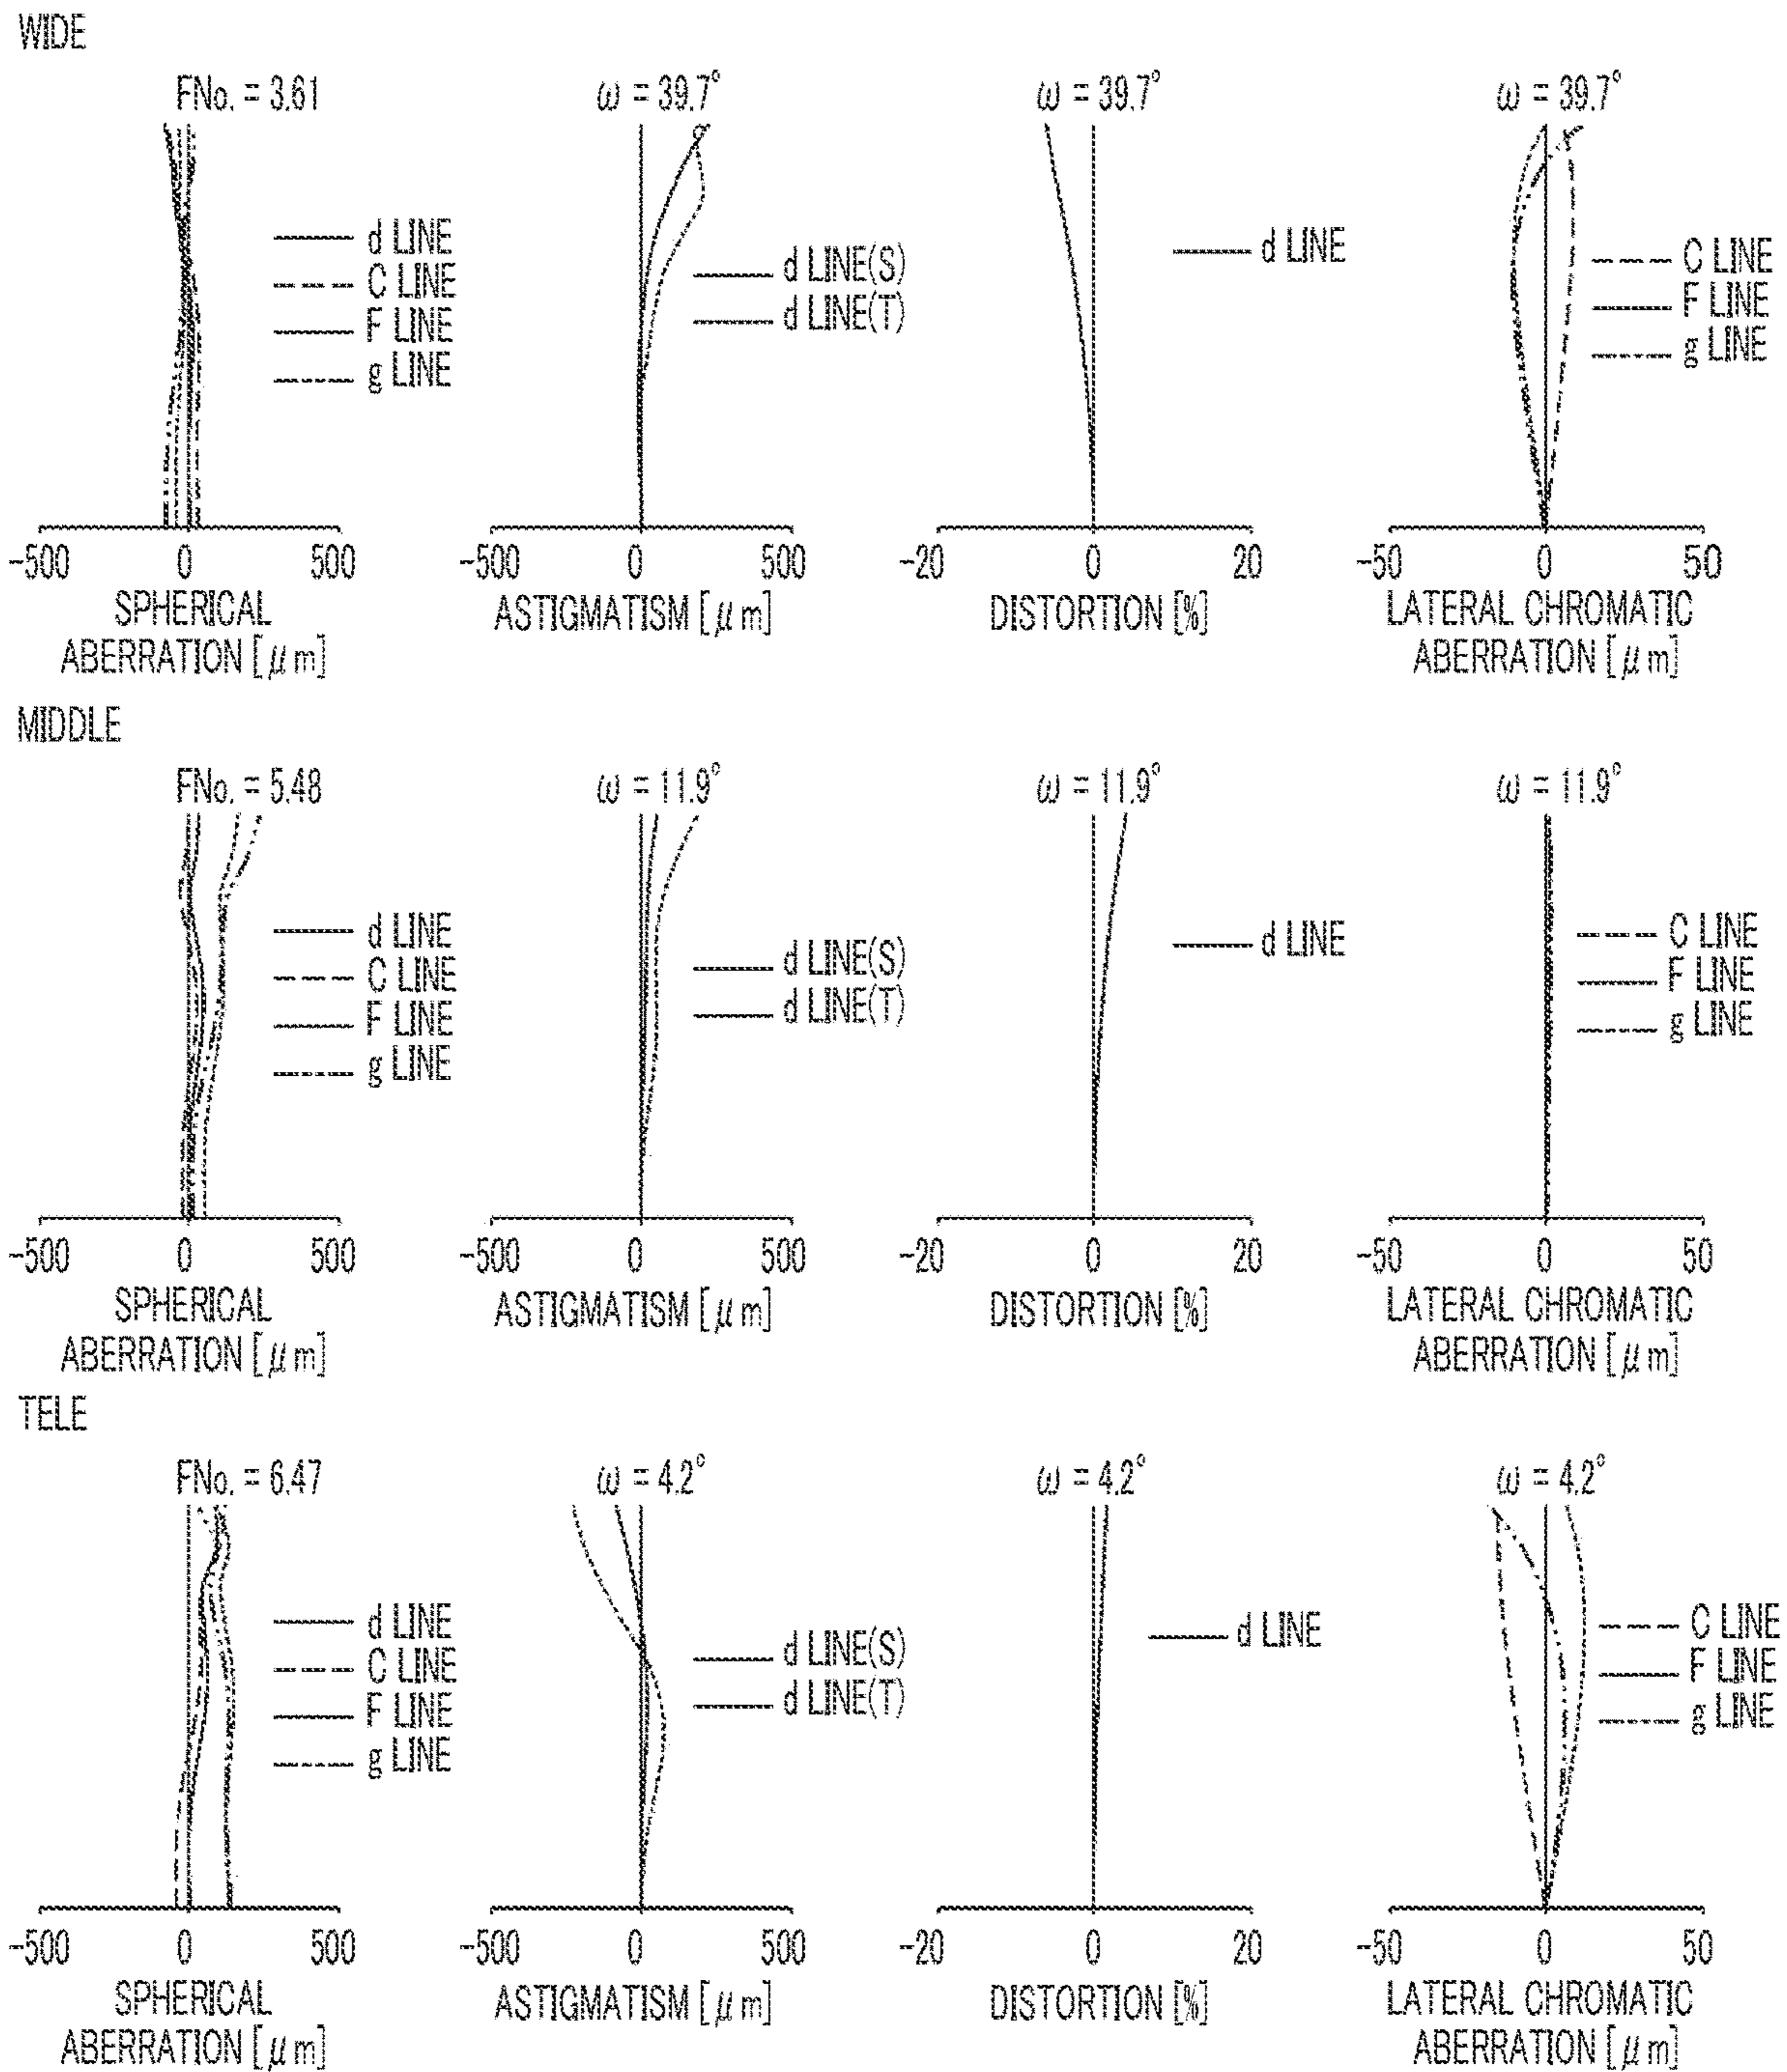 WIDE
FNo. = 3.61
ω = 39.7°
ω = 39.7°
ω = 39.7°
d LINE
C LINE
F LINE
g LINE
d LINE(S)
d LINE(T)
d LINE
C LINE
F LINE
g LINE
-500 0 500
-500 0 500
-20 0 20
-50 0 50
SPHERICAL
ABERRATION [μm]
ASTIGMATISM [μm]
DISTORTION [%]
LATERAL CHROMATIC
ABERRATION [μm]
MIDDLE
FNo. = 5.48
ω = 11.9°
ω = 11.9°
ω = 11.9°
d LINE
C LINE
F LINE
g LINE
d LINE(S)
d LINE(T)
d LINE
C LINE
F LINE
g LINE
-500 0 500
-500 0 500
-20 0 20
-50 0 50
SPHERICAL
ABERRATION [μm]
ASTIGMATISM [μm]
DISTORTION [%]
LATERAL CHROMATIC
ABERRATION [μm]
TELE
FNo. = 6.47
ω = 4.2°
ω = 4.2°
ω = 4.2°
d LINE
C LINE
F LINE
g LINE
d LINE(S)
d LINE(T)
d LINE
C LINE
F LINE
g LINE
-500 0 500
-500 0 500
-20 0 20
-50 0 50
SPHERICAL
ABERRATION [μm]
ASTIGMATISM [μm]
DISTORTION [%]
LATERAL CHROMATIC
ABERRATION [μm]